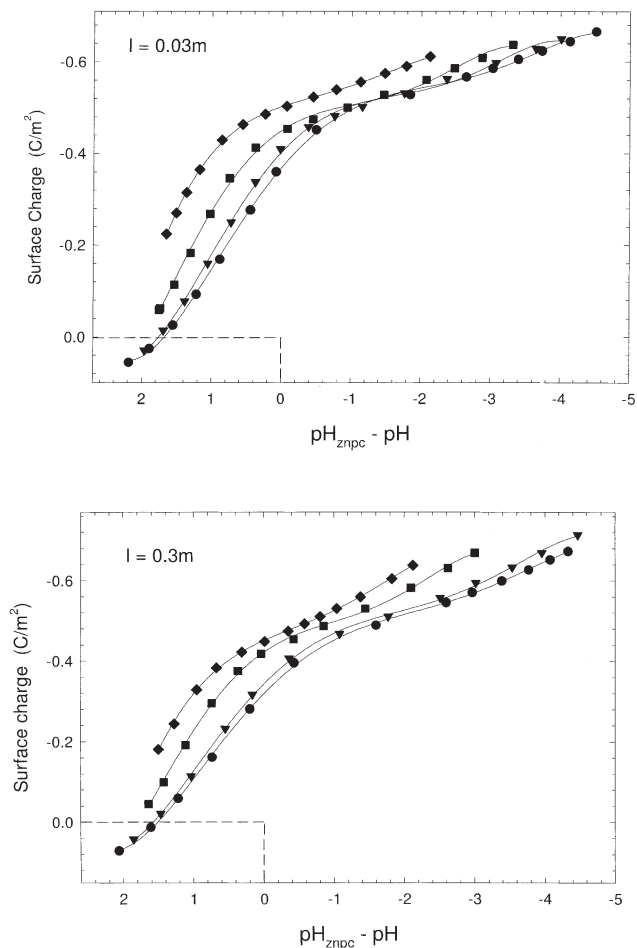 I = 0.03m
Surface Charge (C/m²)
-0.6
-0.4
-0.2
0.0
2 1 0 -1 -2 -3 -4 -5
pH_znpc - pH
I = 0.3m
Surface charge (C/m²)
-0.6
-0.4
-0.2
0.0
2 1 0 -1 -2 -3 -4 -5
pH_znpc - pH